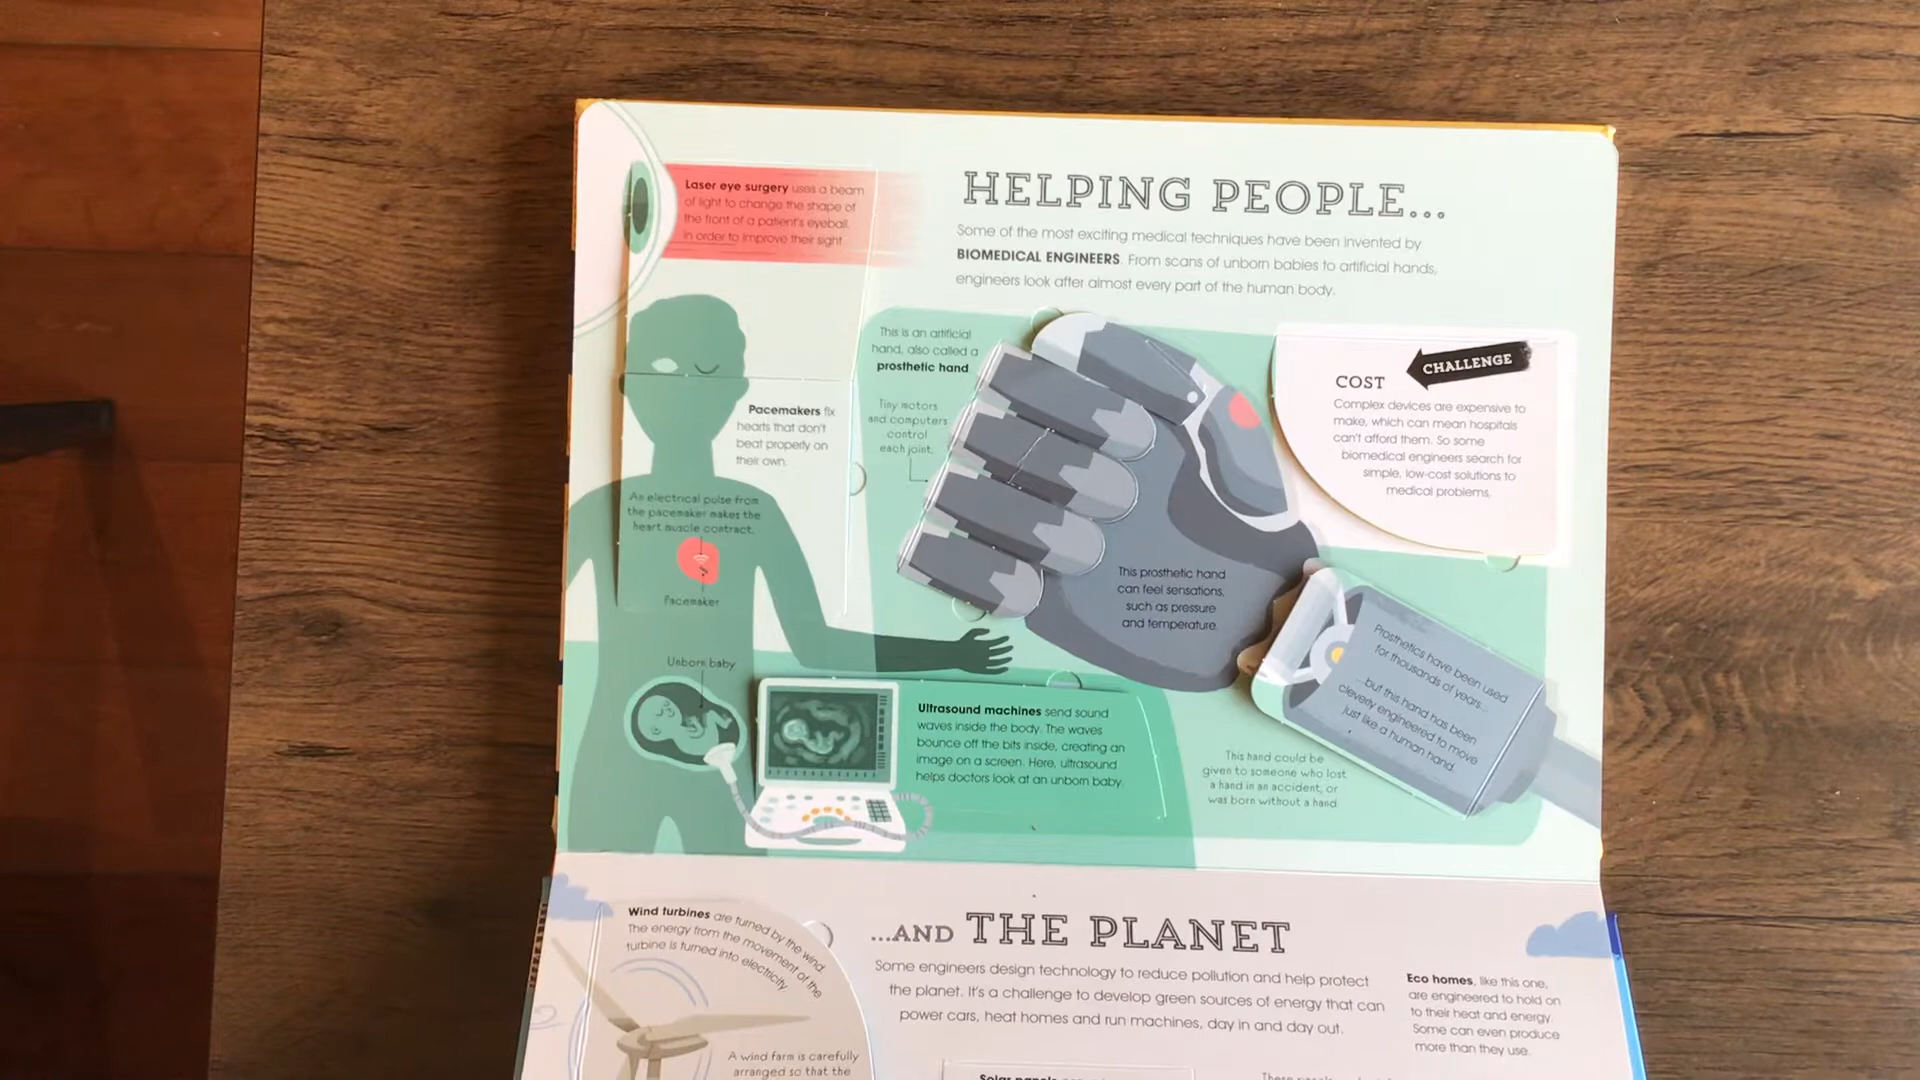 Laser eye surgery uses a beam
of light to change the shape of
the front of a patient's eyeball,
in order to improve their sight.
HELPING PEOPLE...
Some of the most exciting medical techniques have been invented by
BIOMEDICAL ENGINEERS. From scans of unborn babies to artificial hands,
engineers look after almost every part of the human body.
This is an artificial
hand, also called a
prosthetic hand.
Tiny motors
and computers
control
each joint.
CHALLENGE
COST
Complex devices are expensive to
make, which can mean hospitals
can't afford them. So some
biomedical engineers search for
simple, low-cost solutions to
medical problems.
Pacemakers fix
hearts that don't
beat properly on
their own.
An electrical pulse from
the pacemaker makes the
heart muscle contract.
Pacemaker
This prosthetic hand
can feel sensations,
such as pressure
and temperature.
Prosthetics have been used
for thousands of years...
...but this hand has been
cleverly engineered to move
just like a human hand.
Unborn baby
Ultrasound machines send sound
waves inside the body. The waves
bounce off the bits inside, creating an
image on a screen. Here, ultrasound
helps doctors look at an unborn baby.
This hand could be
given to someone who lost
a hand in an accident, or
was born without a hand.
...AND THE PLANET
Wind turbines are turned by the wind.
The energy from the movement of the
turbine is turned into electricity.
Some engineers design technology to reduce pollution and help protect
the planet. It's a challenge to develop green sources of energy that can
power cars, heat homes and run machines, day in and day out.
Eco homes, like this one,
are engineered to hold on
to their heat and energy.
Some can even produce
more than they use.
A wind farm is carefully
arranged so that the
Solar panels